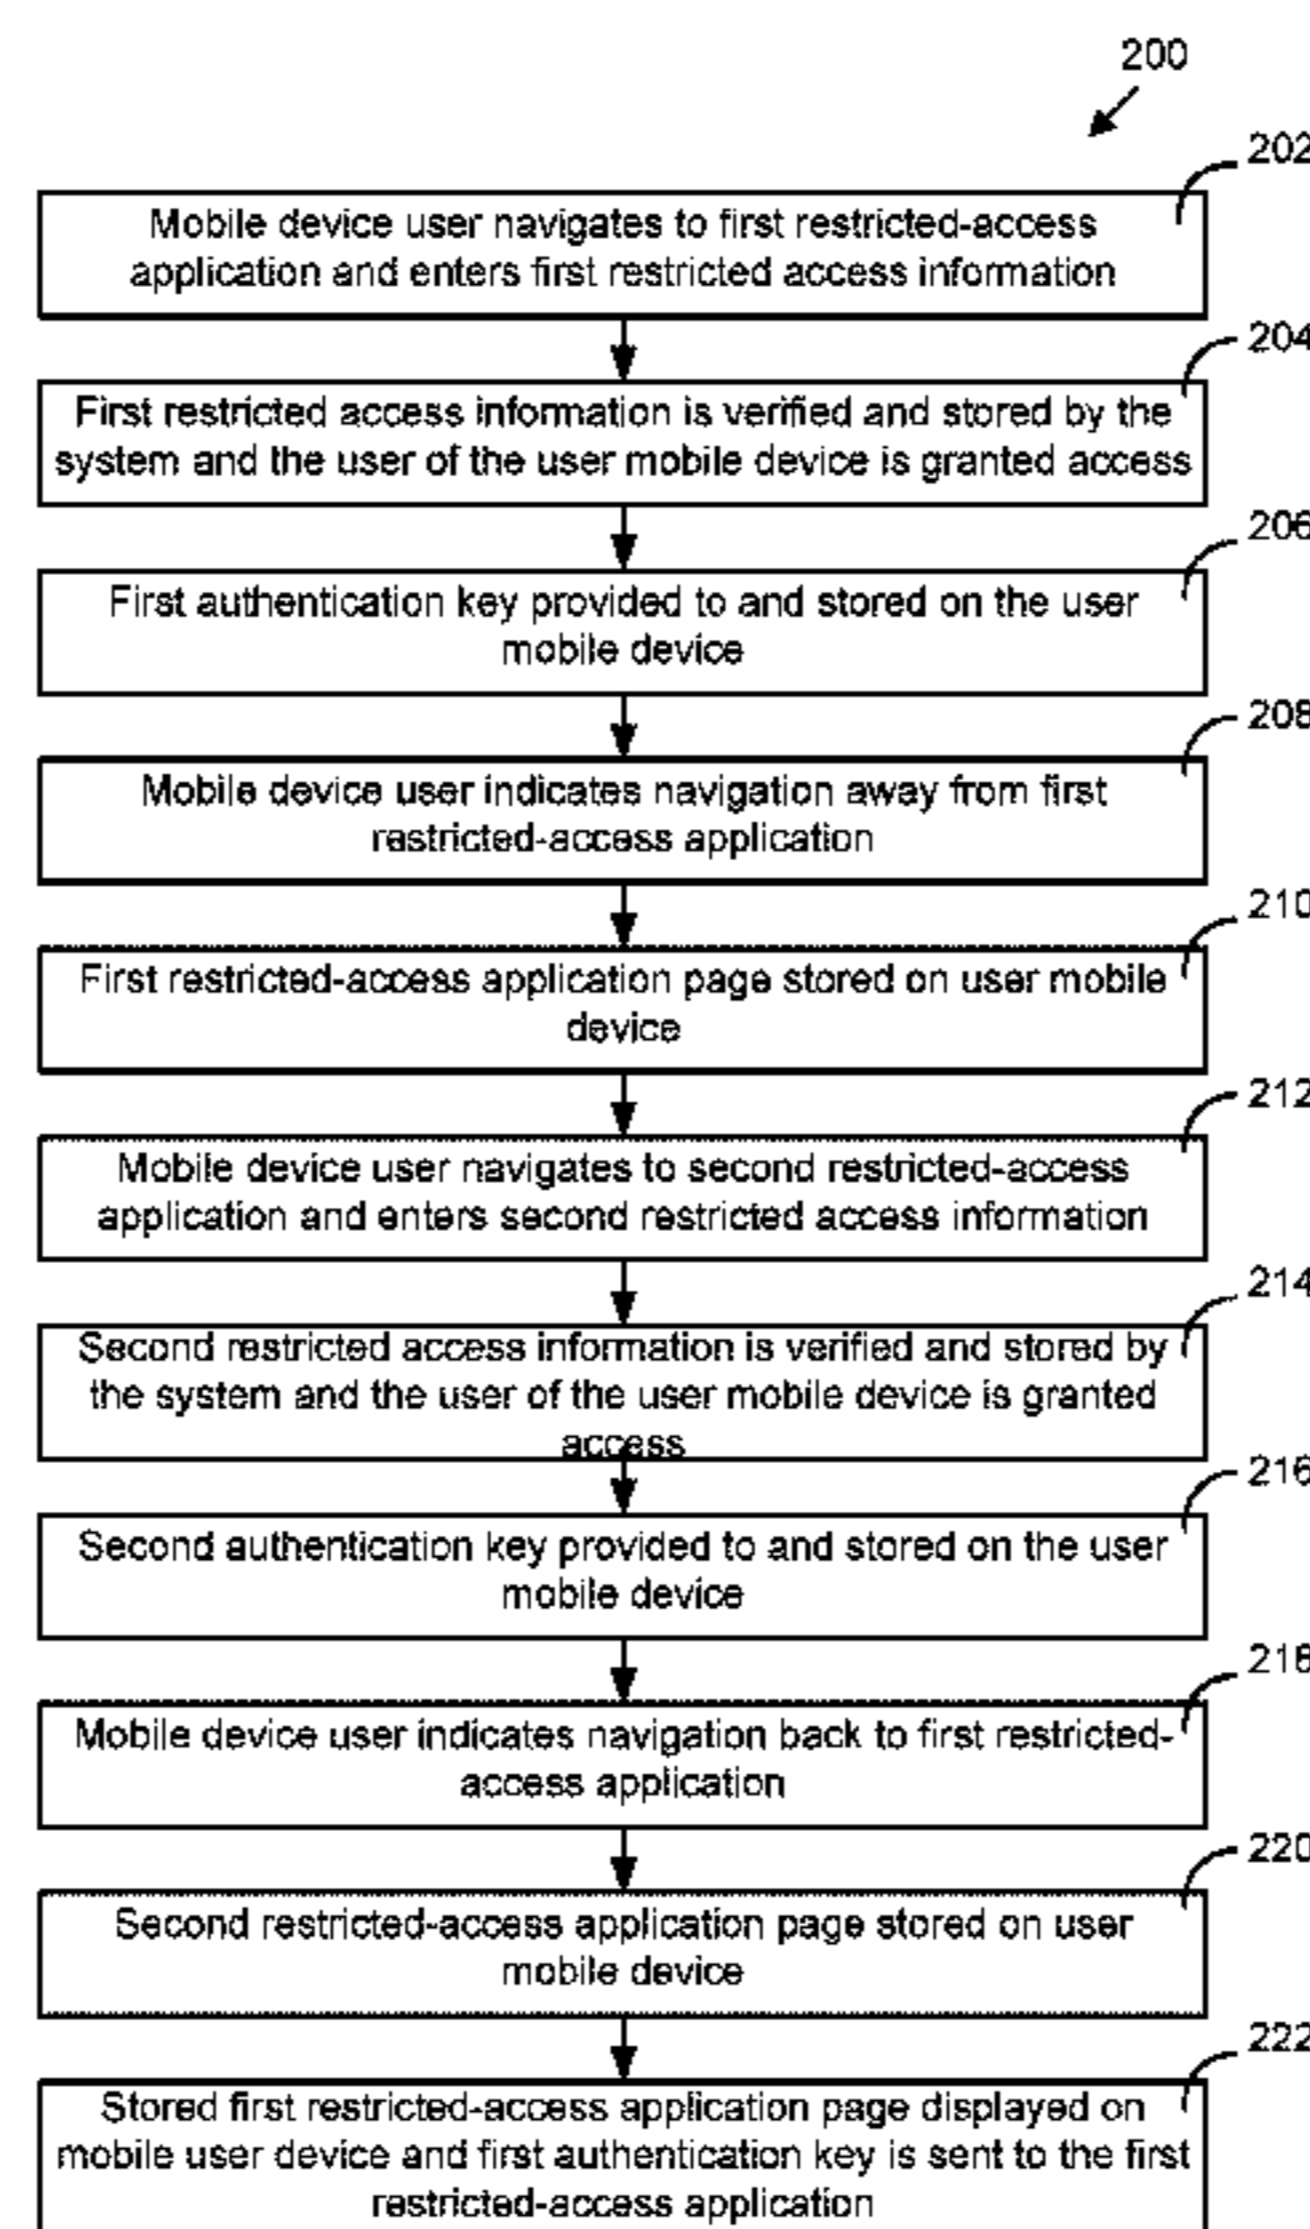 200
202
Mobile device user navigates to first restricted-access
application and enters first restricted access information
204
First restricted access information is verified and stored by the
system and the user of the user mobile device is granted access
206
First authentication key provided to and stored on the user
mobile device
208
Mobile device user indicates navigation away from first
restricted-access application
210
First restricted-access application page stored on user mobile
device
212
Mobile device user navigates to second restricted-access
application and enters second restricted access information
214
Second restricted access information is verified and stored by
the system and the user of the user mobile device is granted
access
216
Second authentication key provided to and stored on the user
mobile device
218
Mobile device user indicates navigation back to first restricted-
access application
220
Second restricted-access application page stored on user
mobile device
222
Stored first restricted-access application page displayed on
mobile user device and first authentication key is sent to the first
restricted-access application